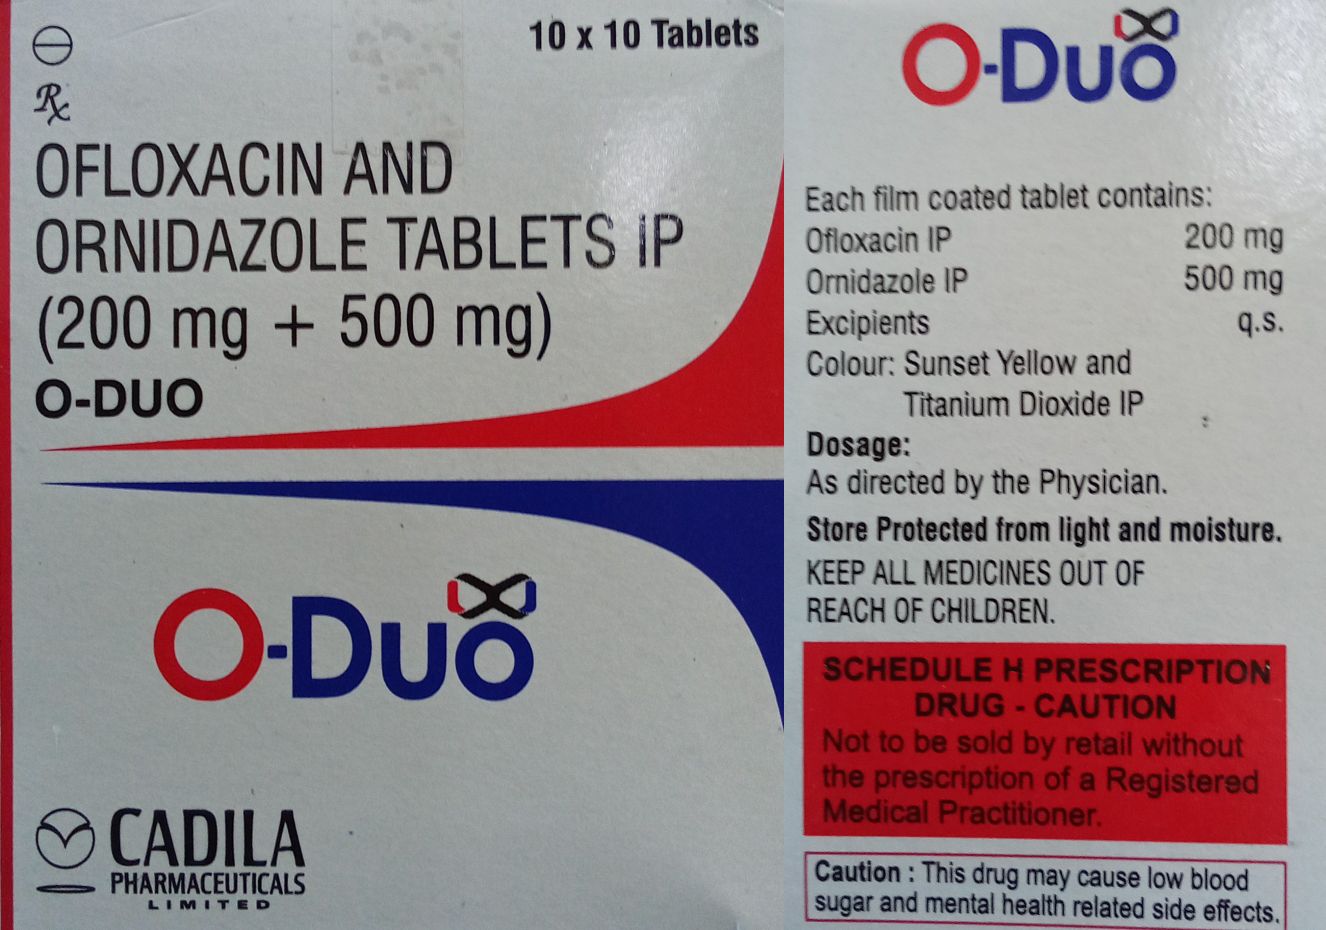 10 x 10 Tablets
Rx
OFLOXACIN AND
ORNIDAZOLE TABLETS IP
(200 mg + 500 mg)
O-DUO
O-DUO
CADILA
PHARMACEUTICALS
LIMITED
O-DUO
Each film coated tablet contains:
Ofloxacin IP 200 mg
Ornidazole IP 500 mg
Excipients q.s.
Colour: Sunset Yellow and
Titanium Dioxide IP
Dosage:
As directed by the Physician.
Store Protected from light and moisture.
KEEP ALL MEDICINES OUT OF
REACH OF CHILDREN.
SCHEDULE H PRESCRIPTION
DRUG - CAUTION
Not to be sold by retail without
the prescription of a Registered
Medical Practitioner.
Caution : This drug may cause low blood
sugar and mental health related side effects.